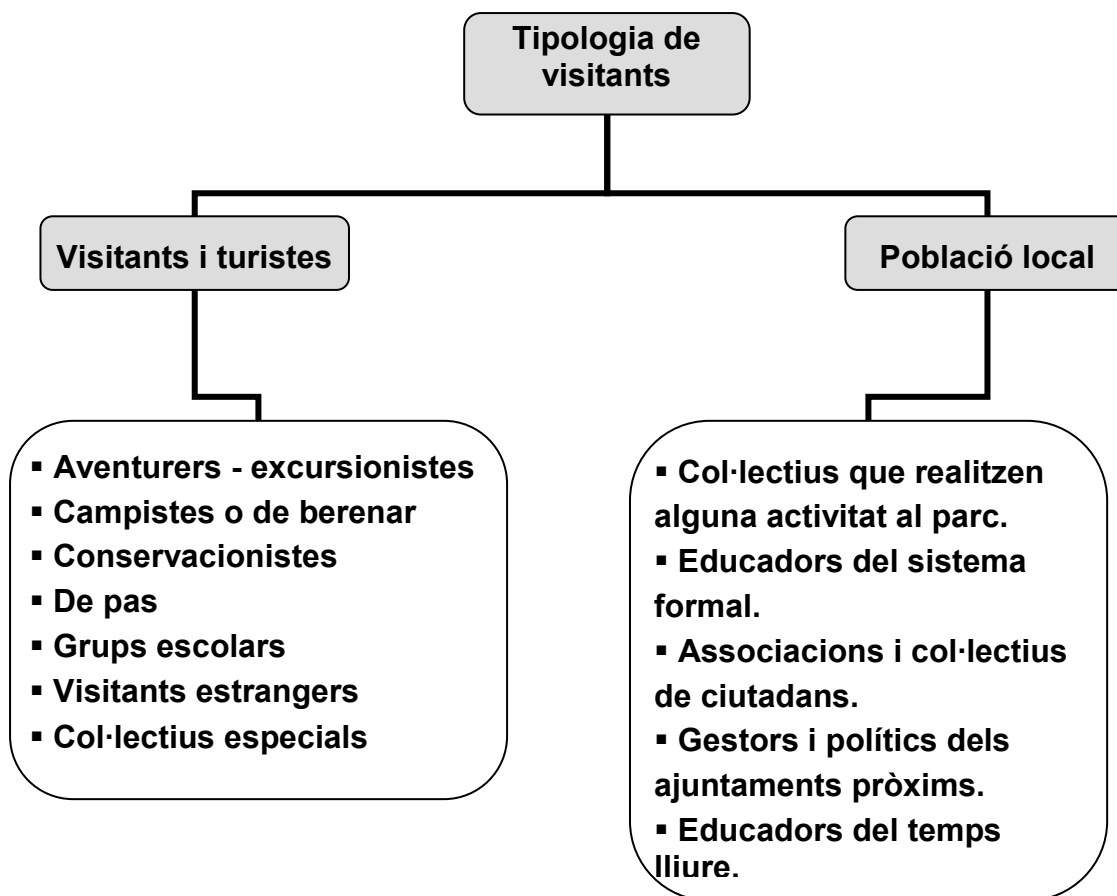 Tipologia de
visitants
Visitants i turistes
Població local
▪ Aventurers - excursionistes
▪ Campistes o de berenar
▪ Conservacionistes
▪ De pas
▪ Grups escolars
▪ Visitants estrangers
▪ Col·lectius especials
▪ Col·lectius que realitzen
alguna activitat al parc.
▪ Educadors del sistema
formal.
▪ Associacions i col·lectius
de ciutadans.
▪ Gestors i polítics dels
ajuntaments pròxims.
▪ Educadors del temps
lliure.